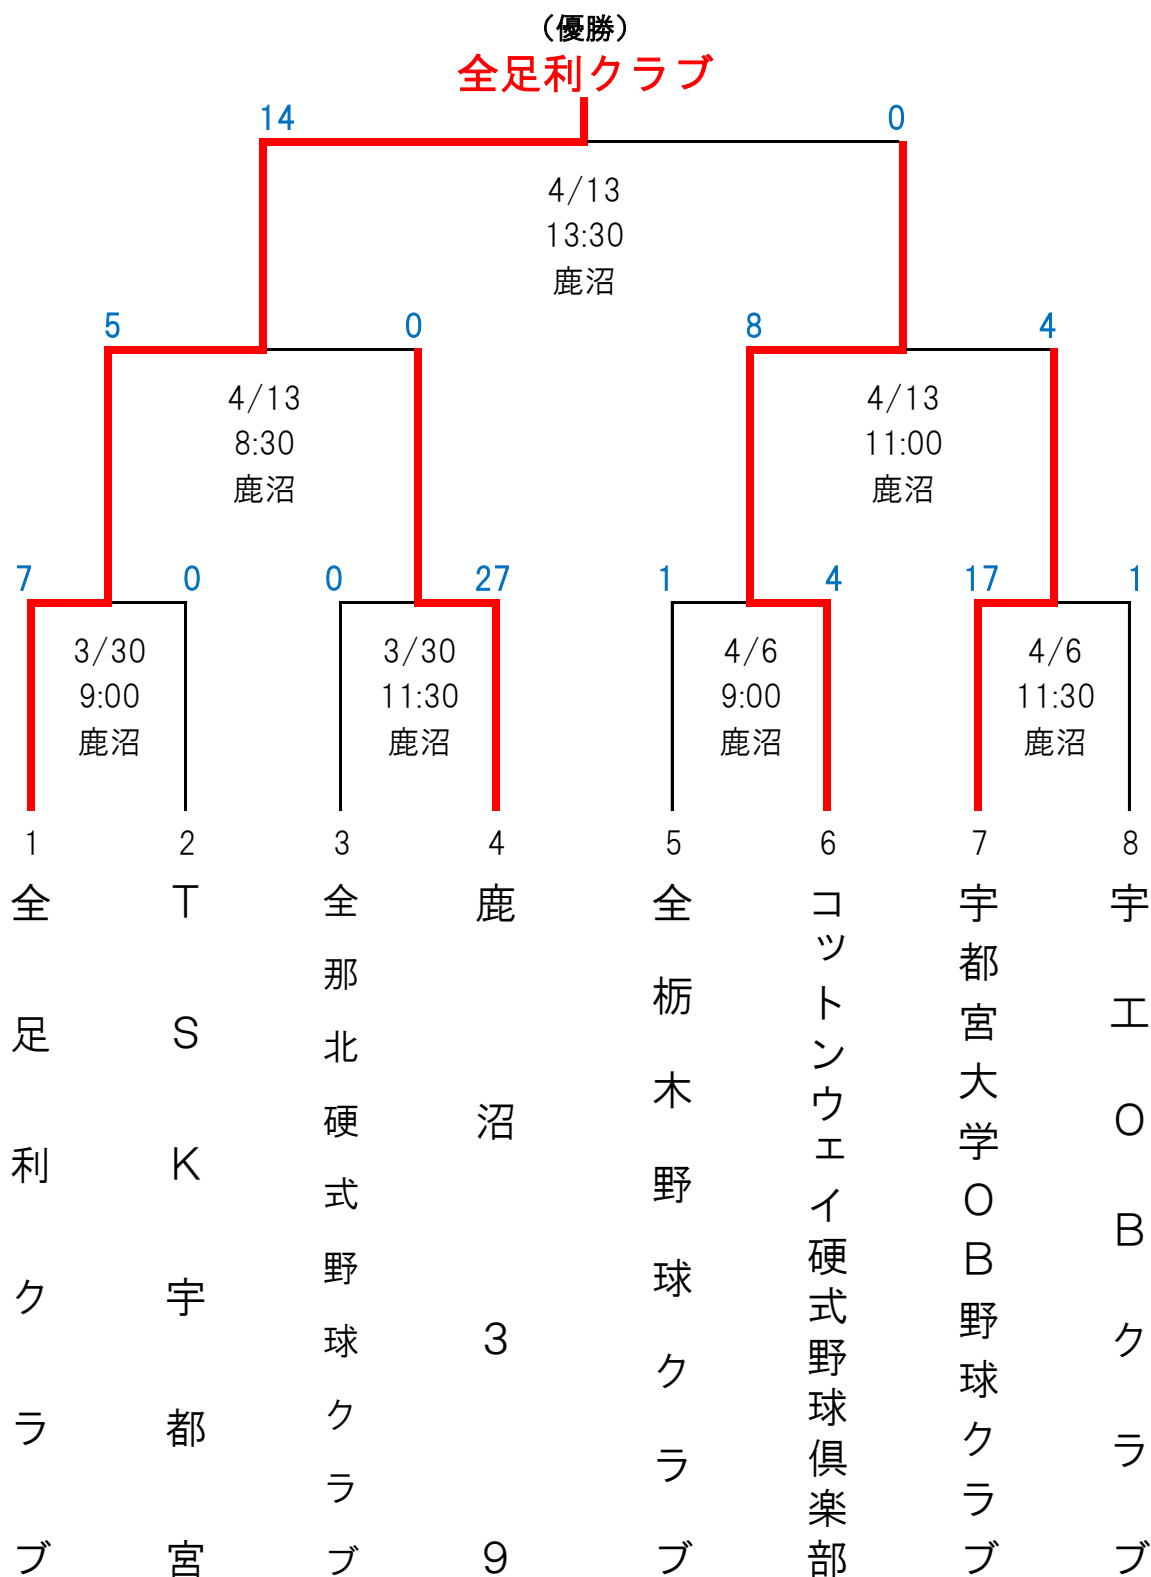 （優勝）
全足利クラブ
14
0
4/13
13:30
鹿沼
5
0
8
4
4/13
8:30
鹿沼
4/13
11:00
鹿沼
7
0
0
27
1
4
17
1
3/30
9:00
鹿沼
3/30
11:30
鹿沼
4/6
9:00
鹿沼
4/6
11:30
鹿沼
1
2
3
4
5
6
7
8
全足利クラブ
TSK宇都宮
全那北硬式野球クラブ
鹿沼39
全栃木野球クラブ
コットンウェイ硬式野球倶楽部
宇都宮大学OB野球クラブ
宇工OBクラブ